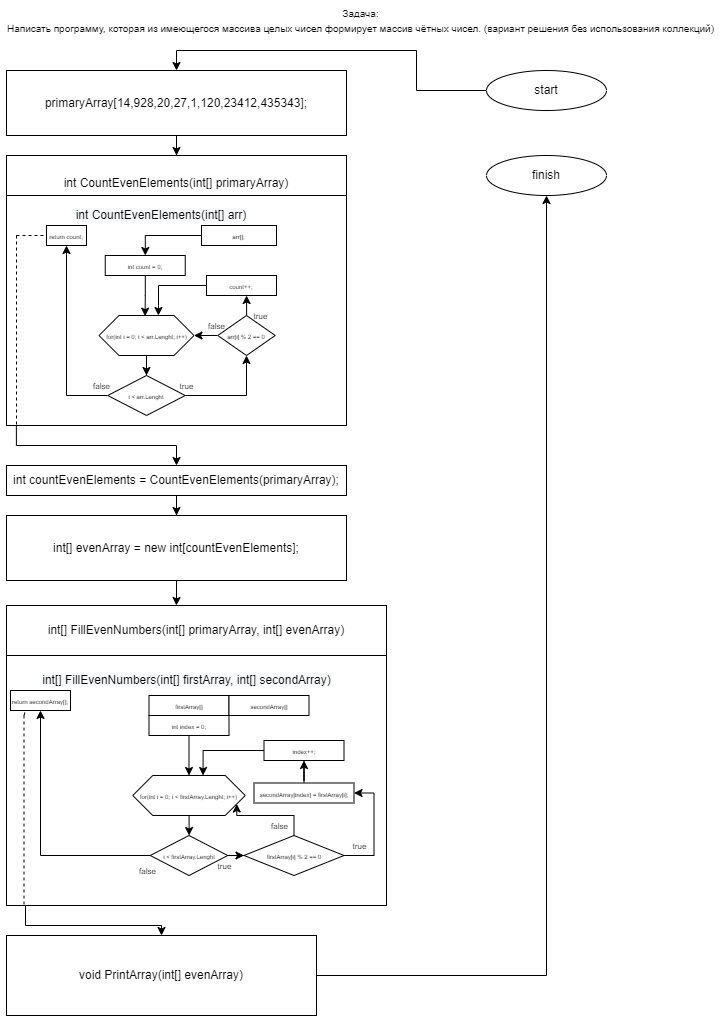 Задача:
Написать программу, которая из имеющегося массива целых чисел формирует массив чётных чисел. (вариант решения без использования коллекций)
start
primaryArray[14,928,20,27,1,120,23412,435343];
finish
int CountEvenElements(int[] primaryArray)
int CountEvenElements(int[] arr)
return count;
arr[];
int count = 0;
count++;
true
false
for(int i = 0; i < arr.Lenght; i++)
arr[i] % 2 == 0
false
true
i < arr.Lenght
int countEvenElements = CountEvenElements(primaryArray);
int[] evenArray = new int[countEvenElements];
int[] FillEvenNumbers(int[] primaryArray, int[] evenArray)
int[] FillEvenNumbers(int[] firstArray, int[] secondArray)
return secondArray[];
firstArray[]
secondArray[]
int index = 0;
index++;
for(int i = 0; i < firstArray.Lenght; i++)
secondArray[index] = firstArray[i];
false
true
i < firstArray.Lenght
firstArray[i] % 2 == 0
true
false
void PrintArray(int[] evenArray)